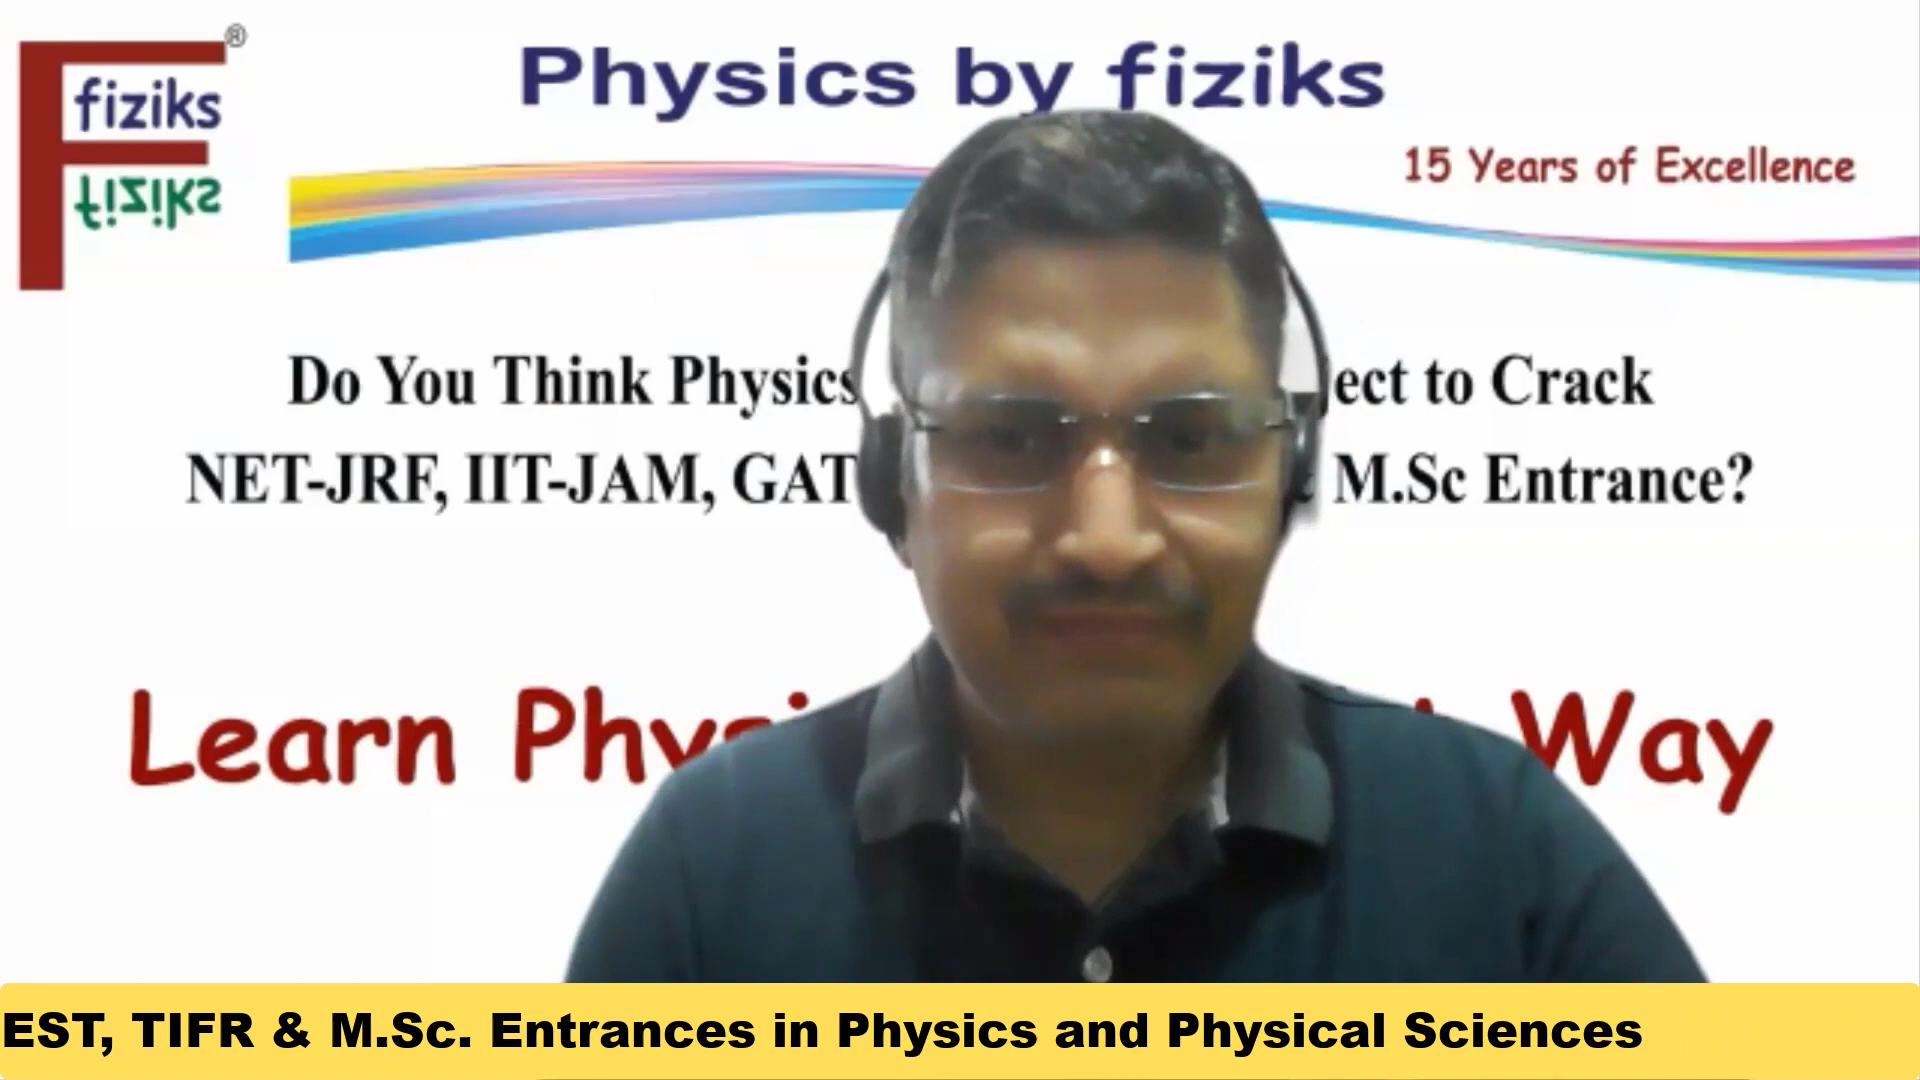 fiziks
fiziks
®
Physics by fiziks
15 Years of Excellence
Do You Think Physics ect to Crack
NET-JRF, IIT-JAM, GAT M.Sc Entrance?
Learn Physi Way
EST, TIFR & M.Sc. Entrances in Physics and Physical Sciences